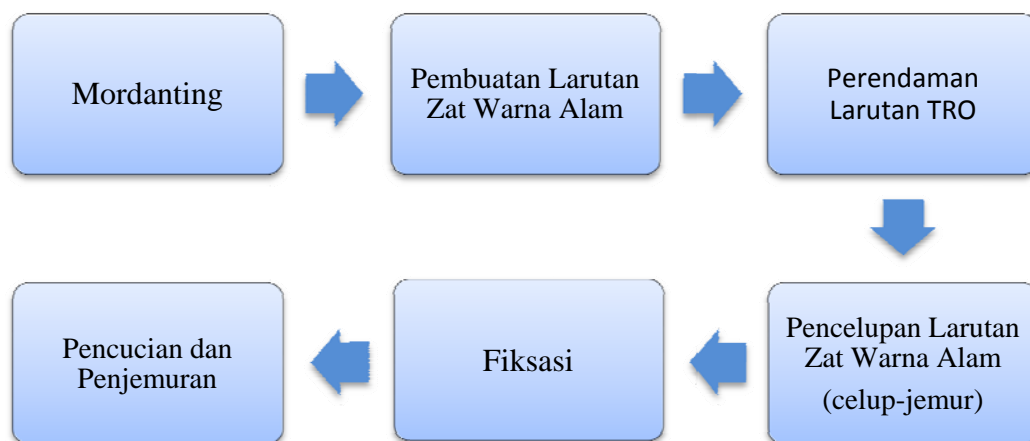 Mordanting
Pembuatan Larutan
Zat Warna Alam
Perendaman
Larutan TRO
Pencelupan Larutan
Zat Warna Alam
(celup-jemur)
Fiksasi
Pencucian dan
Penjemuran